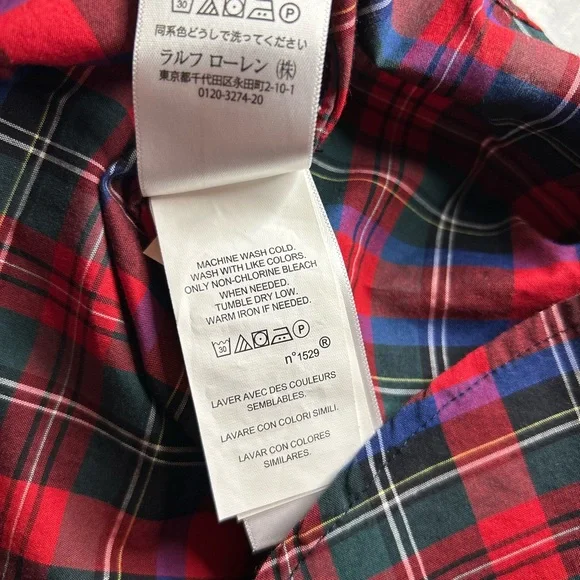 30 P
同系色どうしで洗ってください
ラルフ ローレン (株)
東京都千代田区永田町2-10-1
0120-3274-20
MACHINE WASH COLD.
WASH WITH LIKE COLORS.
ONLY NON-CHLORINE BLEACH
WHEN NEEDED.
TUMBLE DRY LOW.
WARM IRON IF NEEDED.
30 P
n°1529 ®
LAVER AVEC DES COULEURS
SEMBLABLES.
LAVARE CON COLORI SIMILI.
LAVAR CON COLORES
SIMILARES.